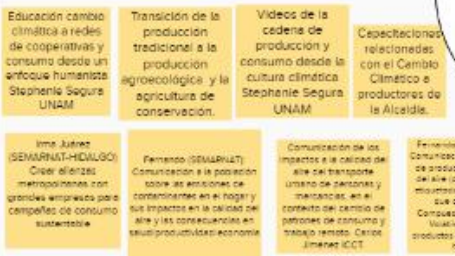 Educación cambio
climática a redes
de cooperativas y
consumo desde un
enfoque humanista
Stephanie Segura
UNAM
Transición de la
producción
tradicional a la
producción
agroecológica y la
agricultura de
conservación.
Videos de la
cadena de
producción y
consumo desde la
cultura climática
Stephanie Segura
UNAM
Capacitaciones
relacionadas
con el Cambio
Climático a
productores de
la Alcaldía.
Irma Juárez
(SEMARNAT-HIDALGO)
Crear alianzas
metropolitanas con
grandes empresas para
campañas de consumo
sustentable
Fernando (SEMARNAT)
Comunicación a la población
sobre las emisiones de
contaminantes en el hogar y
sus impactos en la calidad del
aire y las consecuencias en
salud productividad economía
Comunicación de los
impactos a la calidad del
aire del transporte
urbano de personas y
mercancías, en el
contexto del cambio de
patrones de consumo y
trabajo remoto. Carlos
Jiménez ICCT